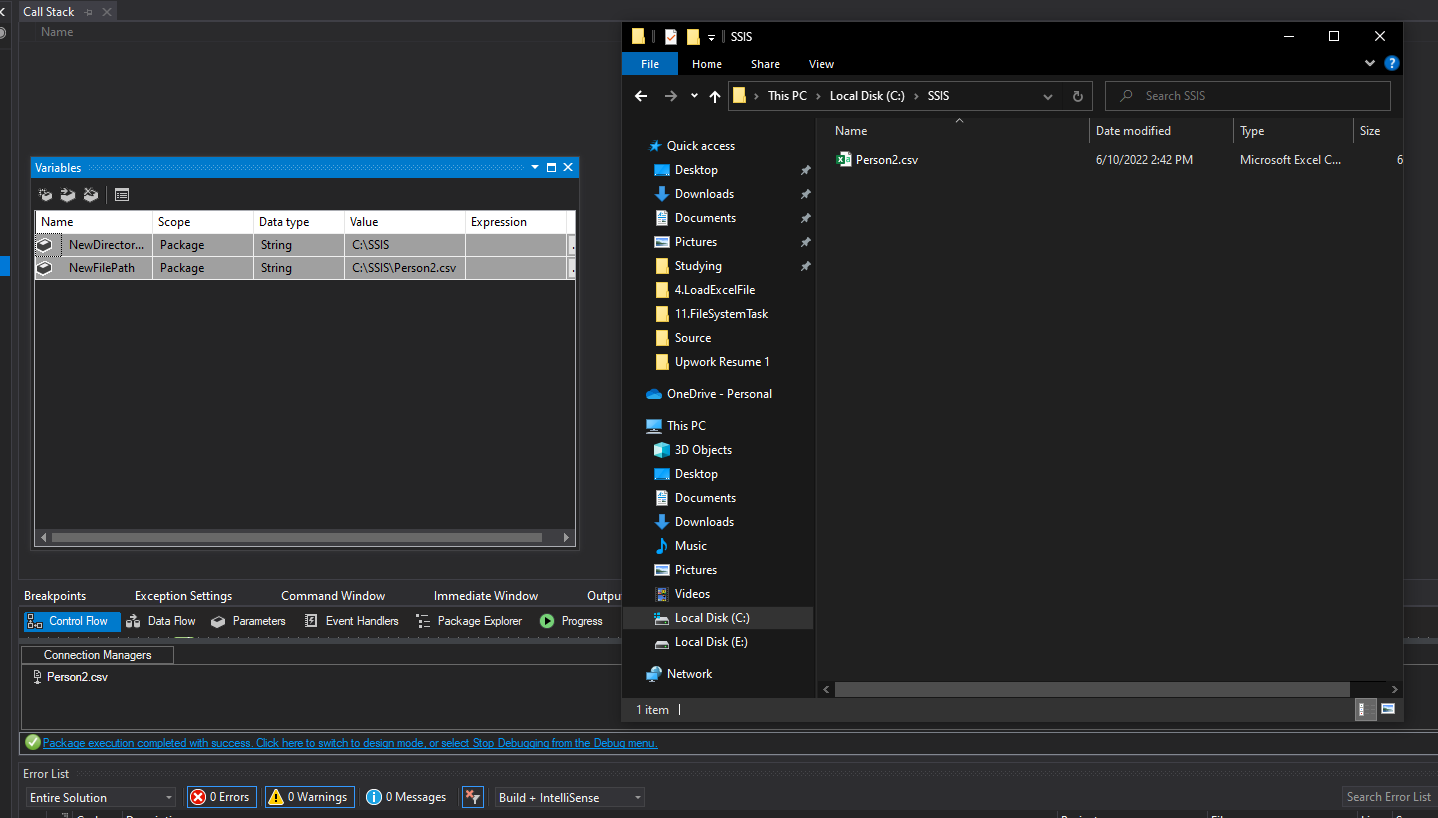 Call Stack
Name
Variables
Name Scope Data type Value Expression
NewDirector... Package String C:\SSIS
NewFilePath Package String C:\SSIS\Person2.csv
Breakpoints Exception Settings Command Window Immediate Window Outpu
Control Flow Data Flow Parameters Event Handlers Package Explorer Progress
Connection Managers
Person2.csv
Package execution completed with success. Click here to switch to design mode, or select Stop Debugging from the Debug menu.
Error List
Entire Solution 0 Errors 0 Warnings 0 Messages Build + IntelliSense Search Error List
SSIS
File Home Share View
This PC Local Disk (C:) SSIS Search SSIS
Name Date modified Type Size
Person2.csv 6/10/2022 2:42 PM Microsoft Excel C... 6
Quick access
Desktop
Downloads
Documents
Pictures
Studying
4.LoadExcelFile
11.FileSystemTask
Source
Upwork Resume 1
OneDrive - Personal
This PC
3D Objects
Desktop
Documents
Downloads
Music
Pictures
Videos
Local Disk (C:)
Local Disk (E:)
Network
1 item